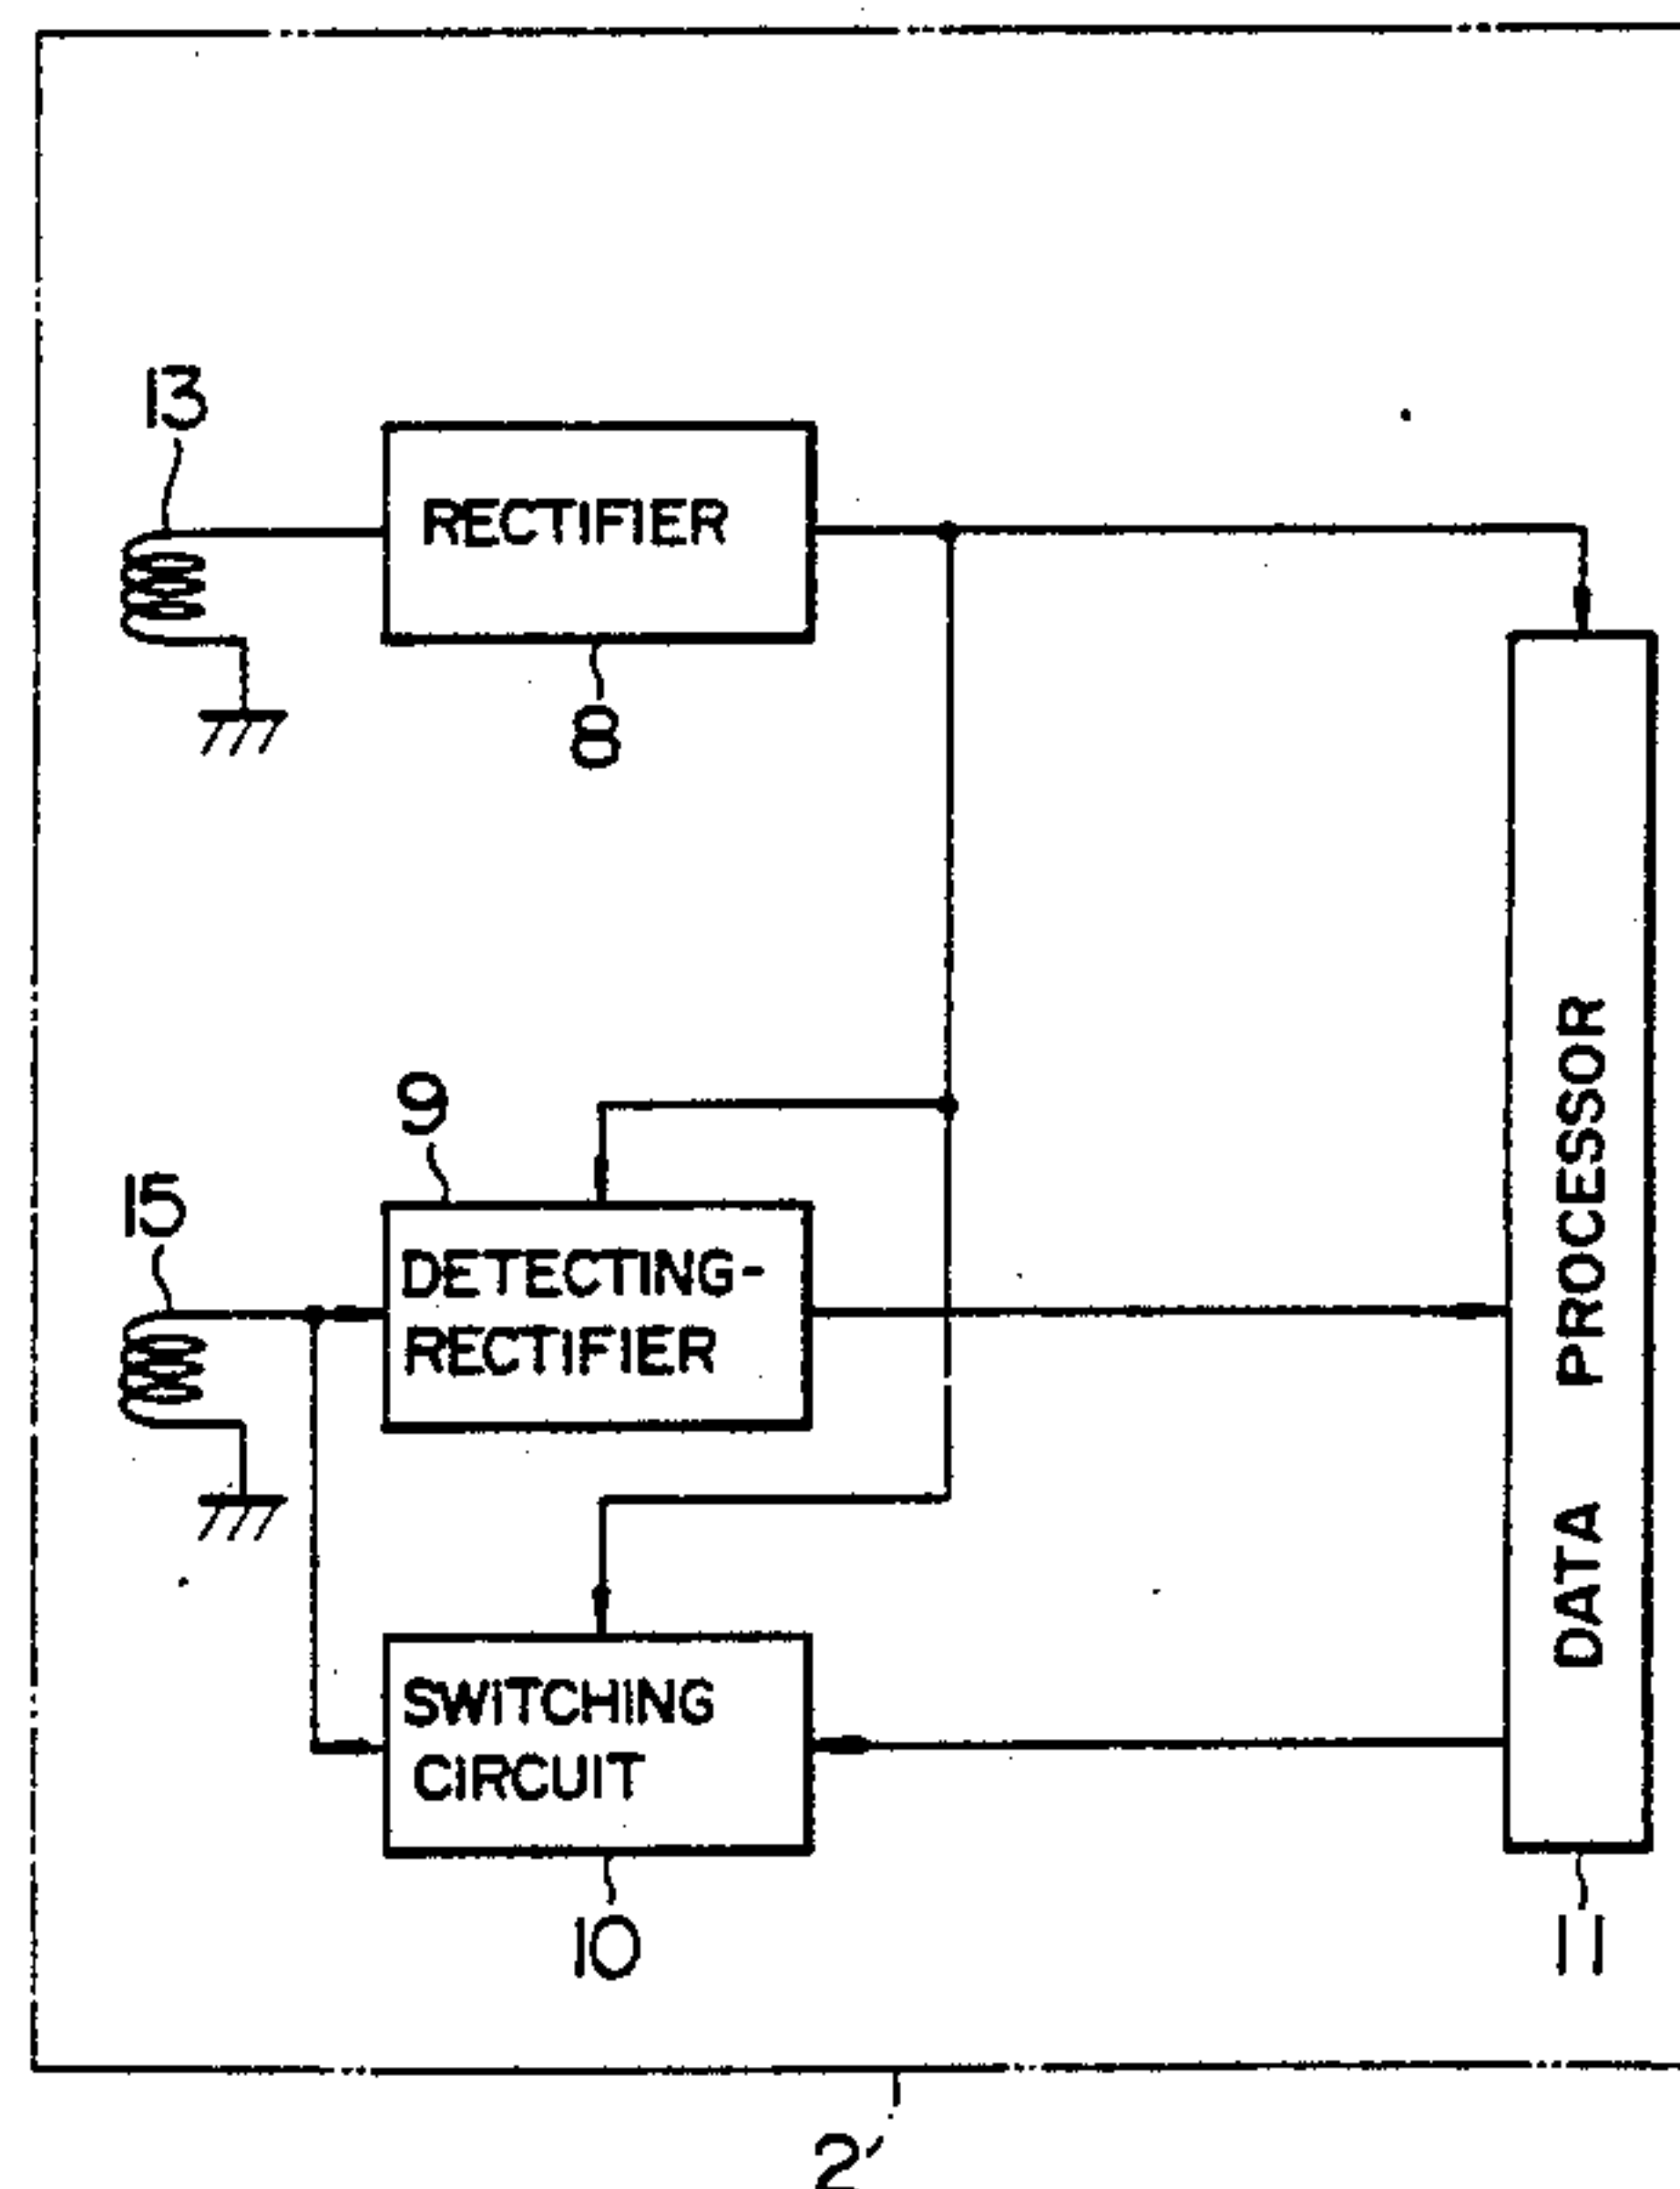 13
RECTIFIER
8
9
15
DETECTING-
RECTIFIER
DATA PROCESSOR
SWITCHING
CIRCUIT
10
11
2'